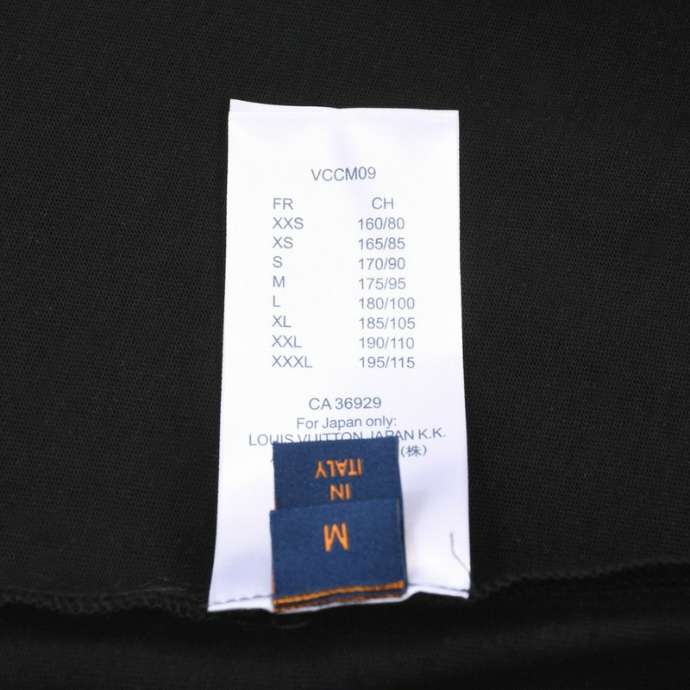 VCCM09
FR CH
XXS 160/80
XS 165/85
S 170/90
M 175/95
L 180/100
XL 185/105
XXL 190/110
XXXL 195/115
CA 36929
For Japan only:
LOUIS VUITTON JAPAN K.K.
(株)
IN
ITALY
M